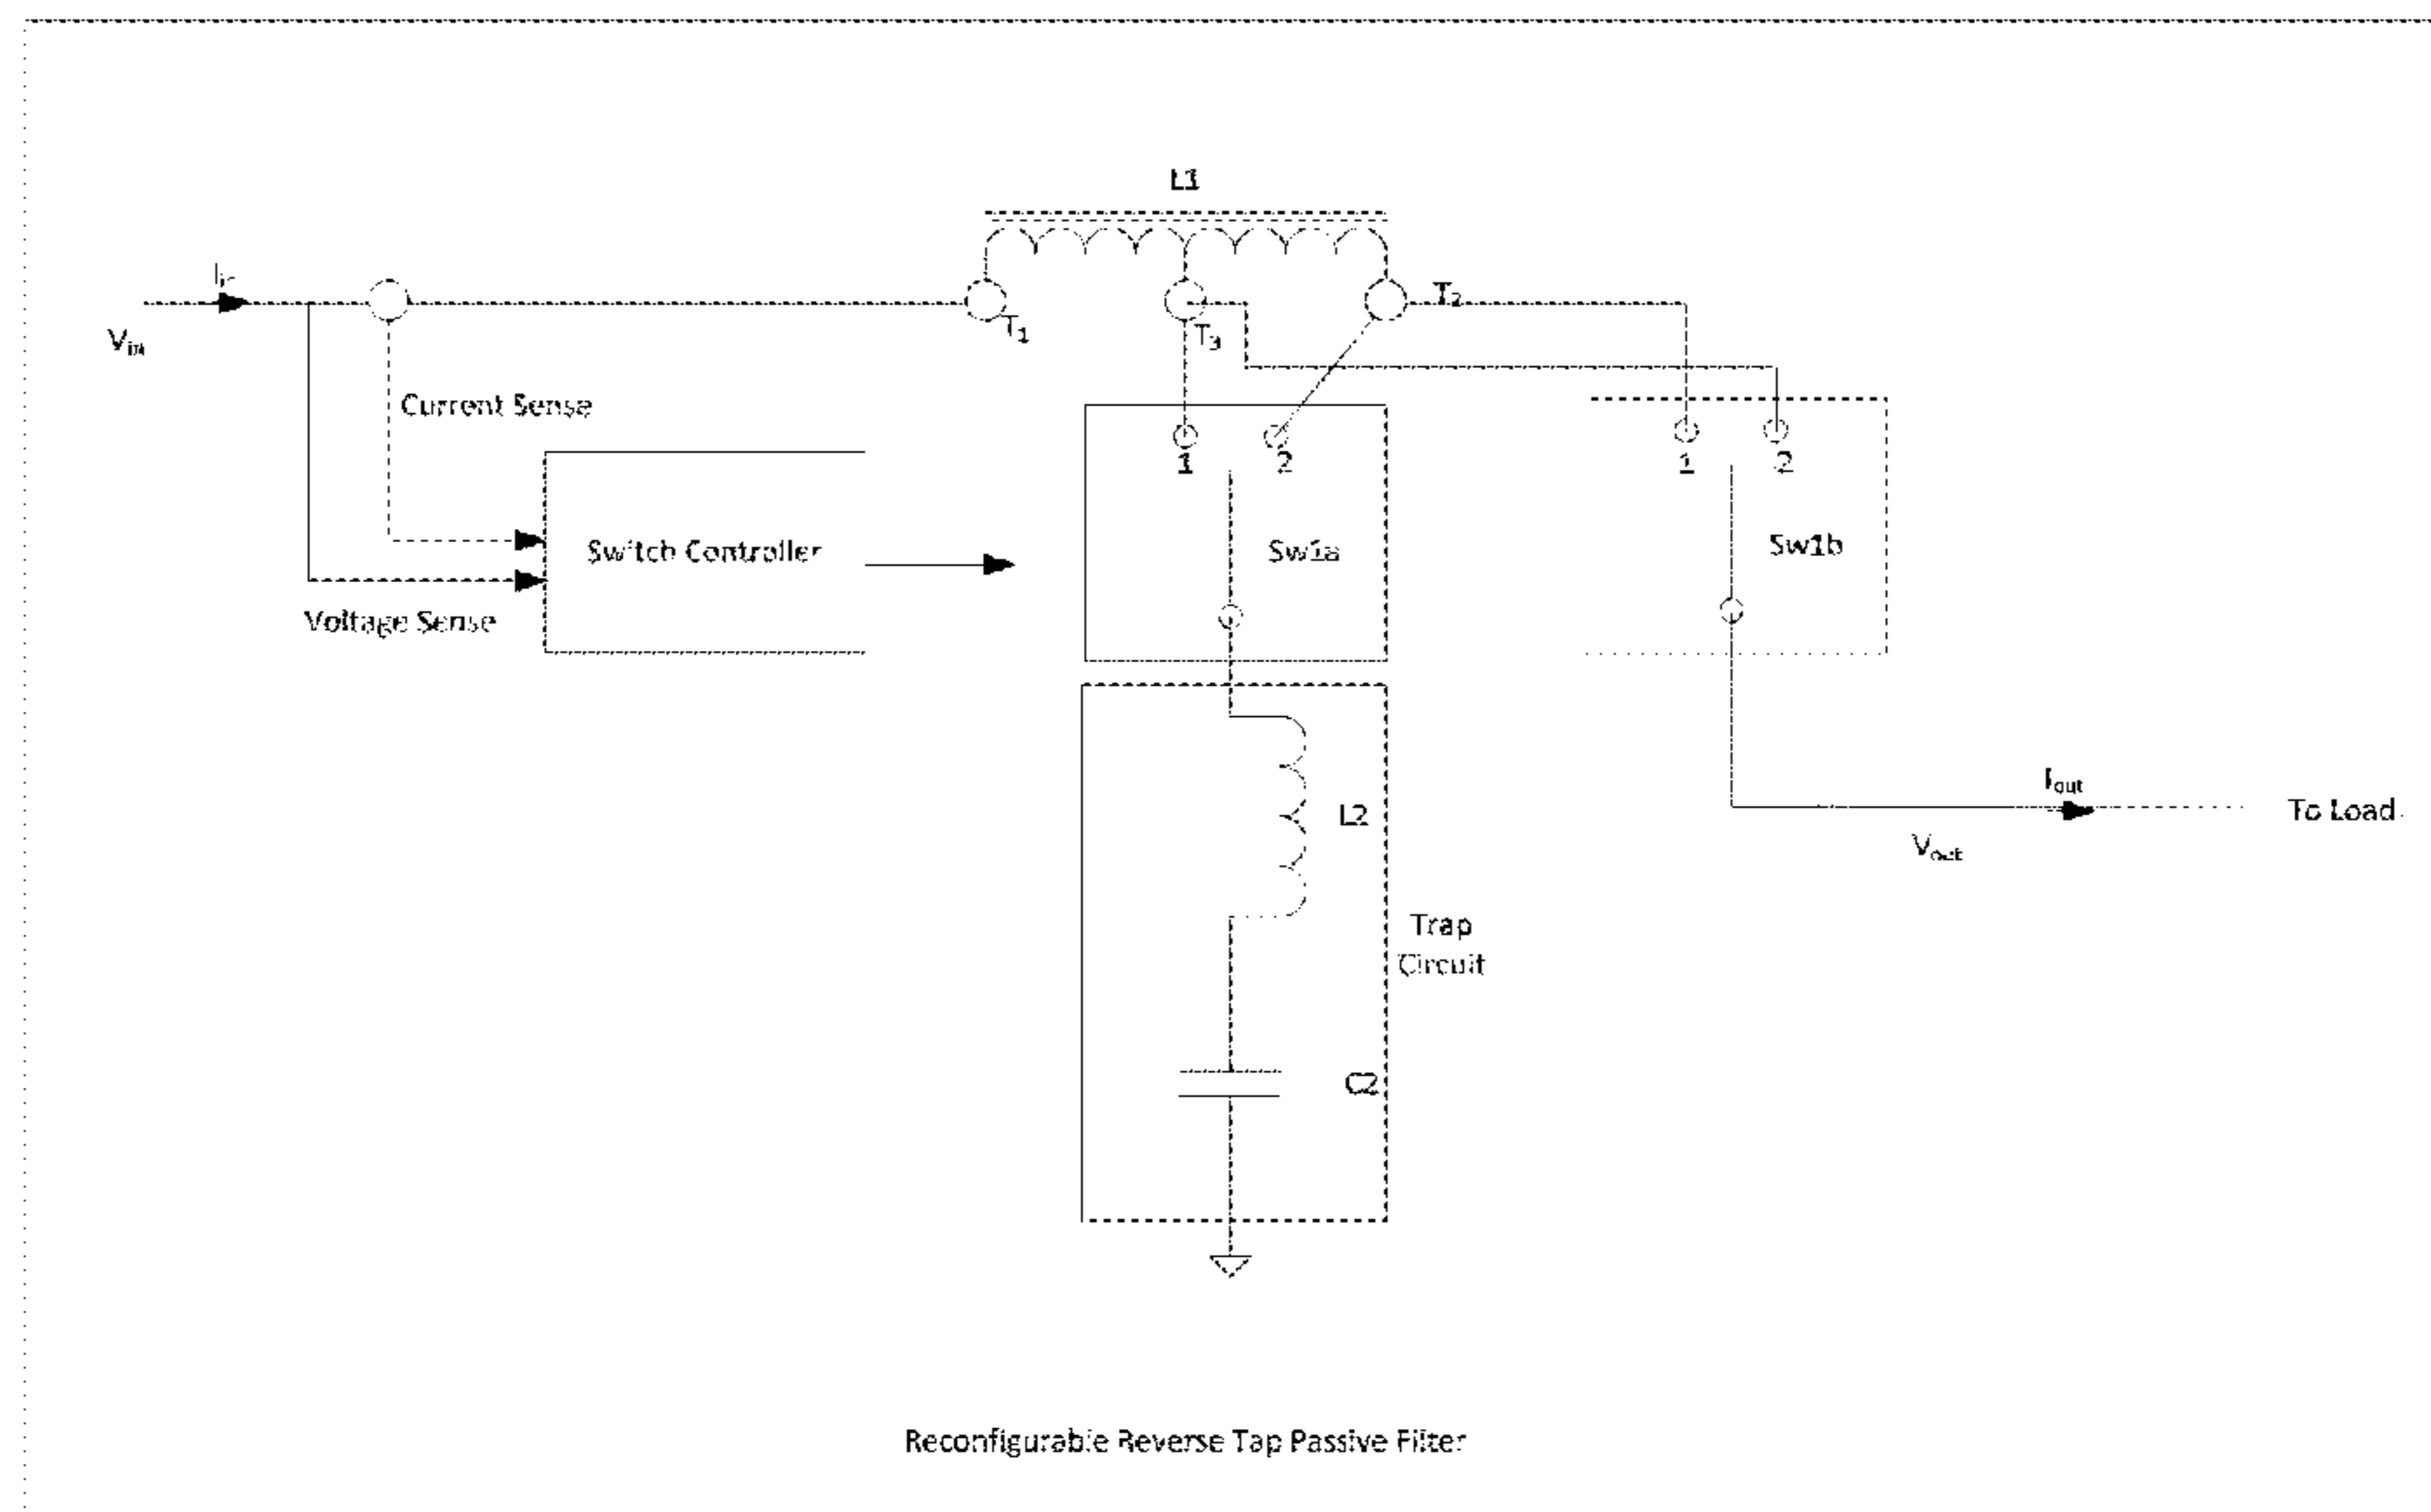 L1
Iin
Vin
T1
T3
T2
Current Sense
1
2
1
2
Switch Controller
Sw1a
Sw1b
Voltage Sense
L2
Iout
To Load
Vout
Trap
Circuit
C2
Reconfigurable Reverse Tap Passive Filter